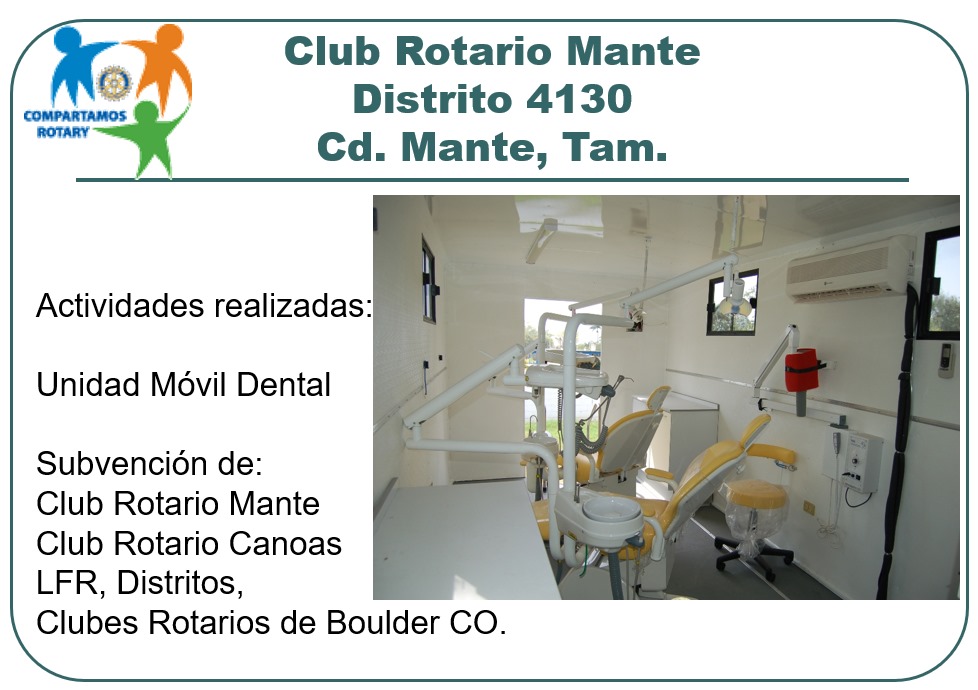 COMPARTAMOS
ROTARY
Club Rotario Mante
Distrito 4130
Cd. Mante, Tam.
Actividades realizadas:
Unidad Móvil Dental
Subvención de:
Club Rotario Mante
Club Rotario Canoas
LFR, Distritos,
Clubes Rotarios de Boulder CO.